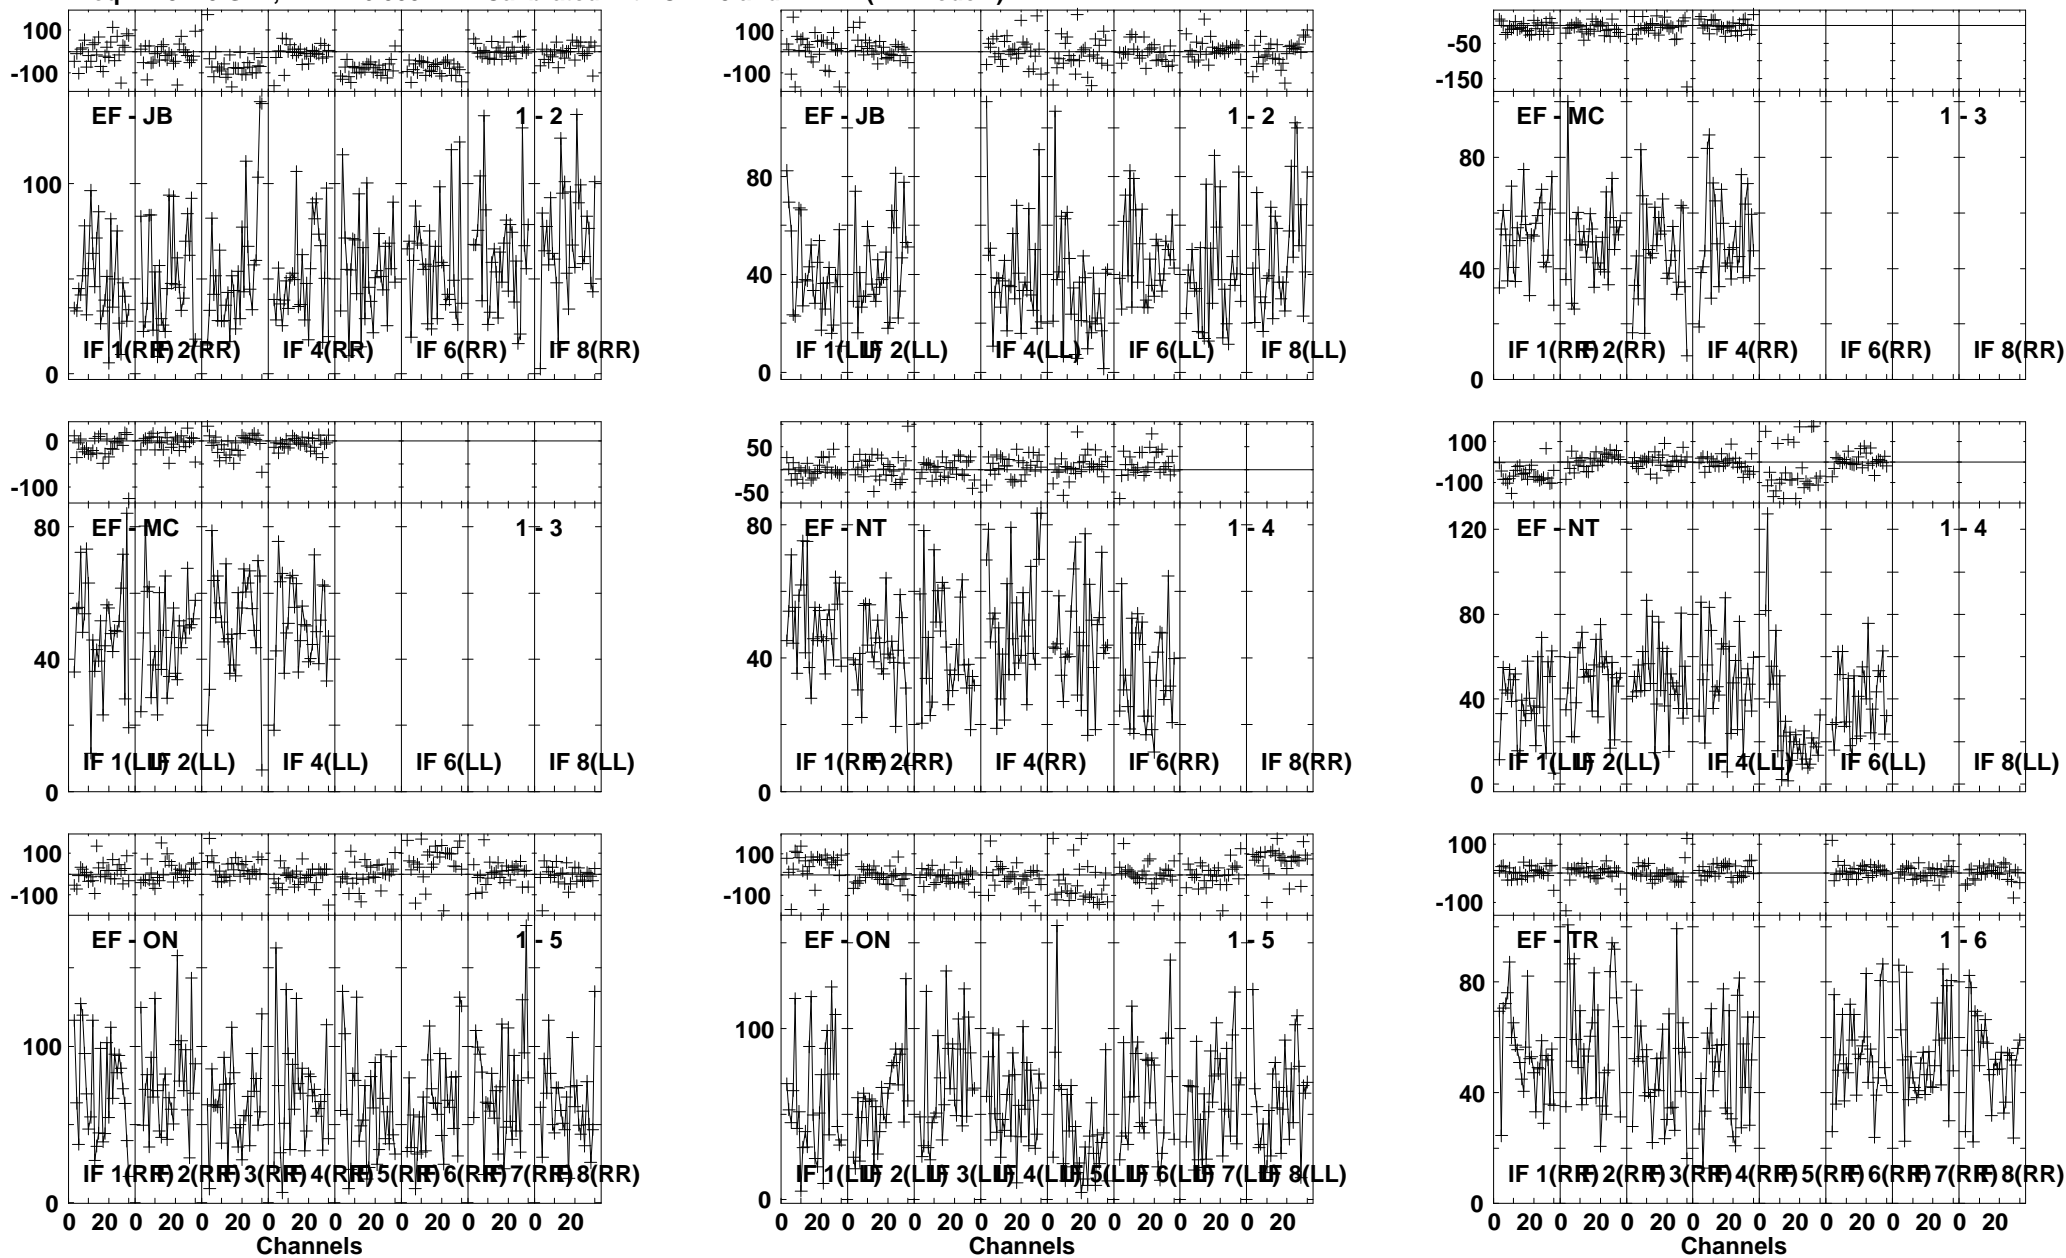 100 100 -50
-100 -100 -150
EF - JB 1 - 2 EF - JB 1 - 2 EF - MC 1 - 3
100 80 40 0
80 40 0
IF 1(RR) IF 2(RR) IF 4(RR) IF 6(RR) IF 8(RR)
IF 1(LL) IF 2(LL) IF 4(LL) IF 6(LL) IF 8(LL)
IF 1(RR) IF 2(RR) IF 4(RR) IF 6(RR) IF 8(RR)
0 0 0
0 50 100
-100 -50 -100
EF - MC 1 - 3 EF - NT 1 - 4 EF - NT 1 - 4
80 80 120
40 40 80
40
IF 1(LL) IF 2(LL) IF 4(LL) IF 6(LL) IF 8(LL)
IF 1(RR) IF 2(RR) IF 4(RR) IF 6(RR) IF 8(RR)
IF 1(LL) IF 2(LL) IF 4(LL) IF 6(LL) IF 8(LL)
0 0 0
100 100 100
-100 -100 -100
EF - ON 1 - 5 EF - ON 1 - 5 EF - TR 1 - 6
100 100 80
40
IF 1(RR) IF 2(RR) IF 3(RR) IF 4(RR) IF 5(RR) IF 6(RR) IF 7(RR) IF 8(RR)
IF 1(LL) IF 2(LL) IF 3(LL) IF 4(LL) IF 5(LL) IF 6(LL) IF 7(LL) IF 8(LL)
IF 1(RR) IF 2(RR) IF 3(RR) IF 4(RR) IF 5(RR) IF 6(RR) IF 7(RR) IF 8(RR)
0 0 0
0 20 0 20 0 20 0 20 0 20 0 20 0 20 0 20
0 20 0 20 0 20 0 20 0 20 0 20 0 20 0 20
0 20 0 20 0 20 0 20 0 20 0 20 0 20 0 20
Channels Channels